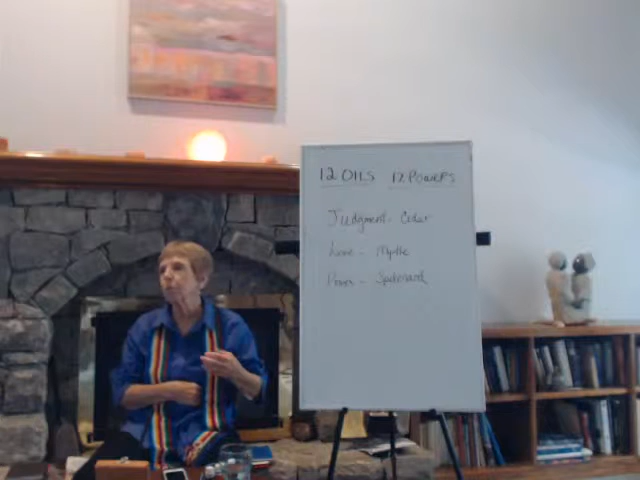 12 OILS 12 POWERS
Judgment - Cedar
Love - Myrtle
Power - Spikenard